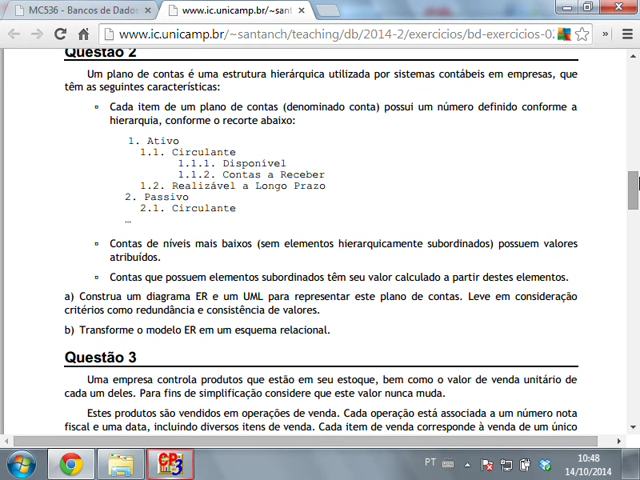 MC536 - Bancos de Dados
www.ic.unicamp.br/~santan
www.ic.unicamp.br/~santanch/teaching/db/2014-2/exercicios/bd-exercicios-02
Questão 2
Um plano de contas é uma estrutura hierárquica utilizada por sistemas contábeis em empresas, que
têm as seguintes características:
▫ Cada item de um plano de contas (denominado conta) possui um número definido conforme a
hierarquia, conforme o recorte abaixo:
1. Ativo
1.1. Circulante
1.1.1. Disponível
1.1.2. Contas a Receber
1.2. Realizável a Longo Prazo
2. Passivo
2.1. Circulante
…
▫ Contas de níveis mais baixos (sem elementos hierarquicamente subordinados) possuem valores
atribuídos.
▫ Contas que possuem elementos subordinados têm seu valor calculado a partir destes elementos.
a) Construa um diagrama ER e um UML para representar este plano de contas. Leve em consideração
critérios como redundância e consistência de valores.
b) Transforme o modelo ER em um esquema relacional.
Questão 3
Uma empresa controla produtos que estão em seu estoque, bem como o valor de venda unitário de
cada um deles. Para fins de simplificação considere que este valor nunca muda.
Estes produtos são vendidos em operações de venda. Cada operação está associada a um número nota
fiscal e uma data, incluindo diversos itens de venda. Cada item de venda corresponde à venda de um único
PT
10:48
14/10/2014